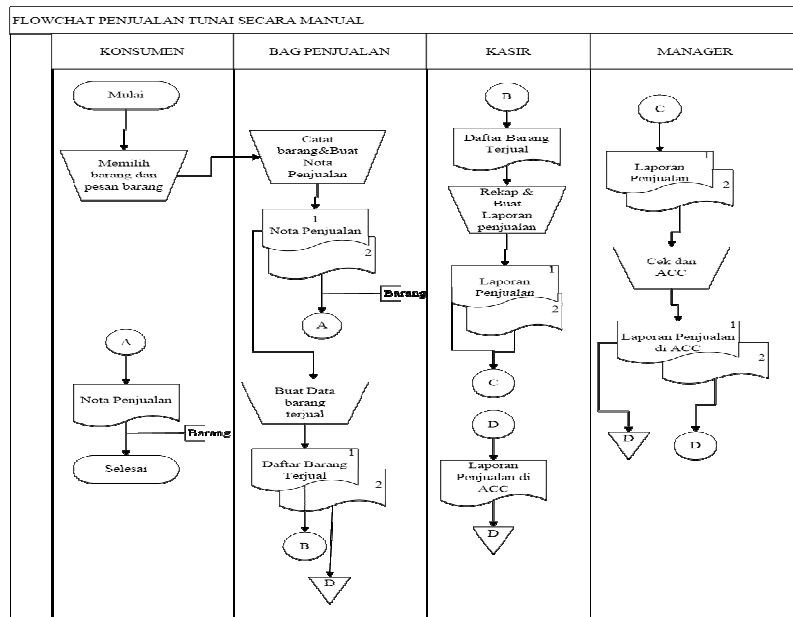 FLOWCHAT PENJUALAN TUNAI SECARA MANUAL
KONSUMEN
BAG PENJUALAN
KASIR
MANAGER
Mulai
Memilih
barang dan
pesan barang
A
Nota Penjualan
Barang
Selesai
Catat
barang&Buat
Nota
Penjualan
1
Nota Penjualan
2
Barang
A
Buat Data
barang
terjual
1
Daftar Barang
Terjual
2
B
D
B
Daftar Barang
Terjual
Rekap &
Buat
Laporan
penjualan
1
Laporan
Penjualan
2
C
D
Laporan
Penjualan di
ACC
D
C
1
Laporan
Penjualan
2
Cek dan
ACC
1
Laporan Penjualan
di ACC
2
D
D